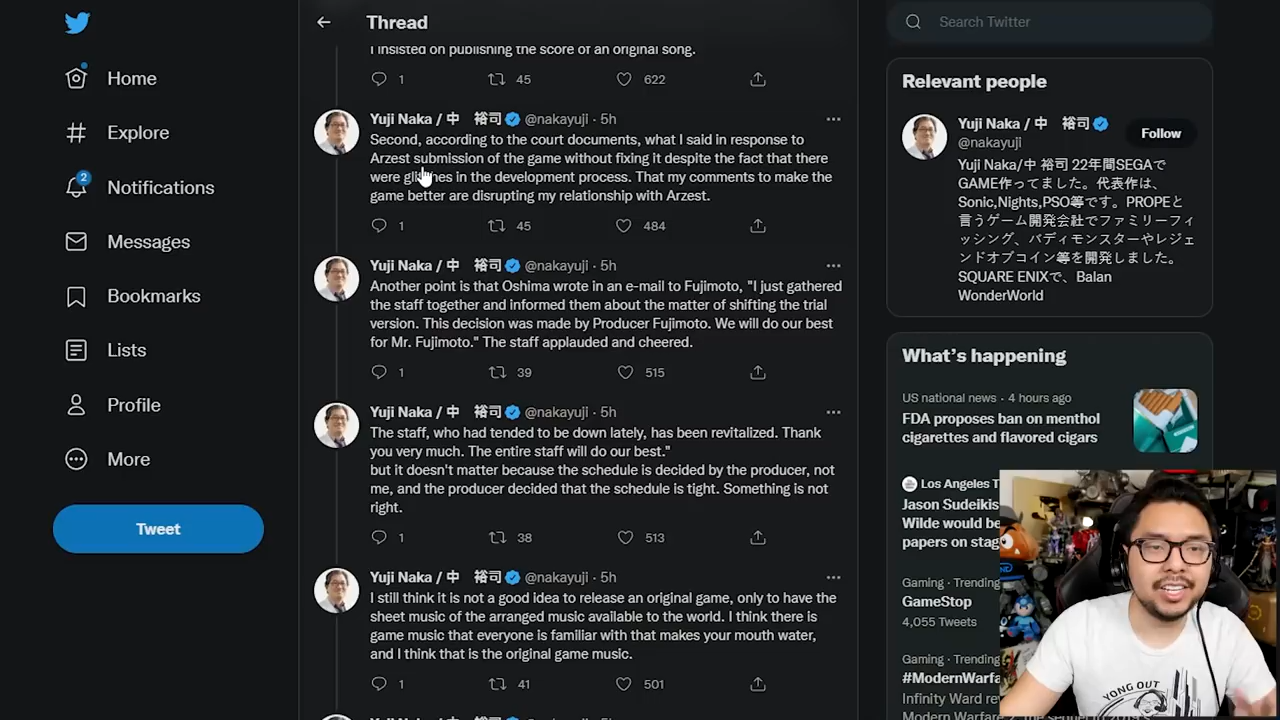 Home
Explore
2
Notifications
Messages
Bookmarks
Lists
Profile
More
Tweet
Thread
I insisted on publishing the score of an original song.
1 45 622
Yuji Naka / 中 裕司 @nakayuji · 5h
Second, according to the court documents, what I said in response to
Arzest submission of the game without fixing it despite the fact that there
were glitches in the development process. That my comments to make the
game better are disrupting my relationship with Arzest.
1 45 484
Yuji Naka / 中 裕司 @nakayuji · 5h
Another point is that Oshima wrote in an e-mail to Fujimoto, "I just gathered
the staff together and informed them about the matter of shifting the trial
version. This decision was made by Producer Fujimoto. We will do our best
for Mr. Fujimoto." The staff applauded and cheered.
1 39 515
Yuji Naka / 中 裕司 @nakayuji · 5h
The staff, who had tended to be down lately, has been revitalized. Thank
you very much. The entire staff will do our best."
but it doesn't matter because the schedule is decided by the producer, not
me, and the producer decided that the schedule is tight. Something is not
right.
1 38 513
Yuji Naka / 中 裕司 @nakayuji · 5h
I still think it is not a good idea to release an original game, only to have the
sheet music of the arranged music available to the world. I think there is
game music that everyone is familiar with that makes your mouth water,
and I think that is the original game music.
1 41 501
Search Twitter
Relevant people
Yuji Naka / 中 裕司
@nakayuji
Follow
Yuji Naka/中 裕司 22年間SEGAで
GAME作ってました。代表作は、
Sonic,Nights,PSO等です。PROPEと
言うゲーム開発会社でファミリーフィ
ッシング、バディモンスターやレジェ
ンドオブコイン等を開発しました。
SQUARE ENIXで、Balan
WonderWorld
What's happening
US national news · 4 hours ago
FDA proposes ban on menthol
cigarettes and flavored cigars
Los Angeles T
Jason Sudeikis
Wilde would be
papers on stag
Gaming · Trending
GameStop
4,055 Tweets
Gaming · Trending
#ModernWarfa
Infinity Ward re
YONG OUT